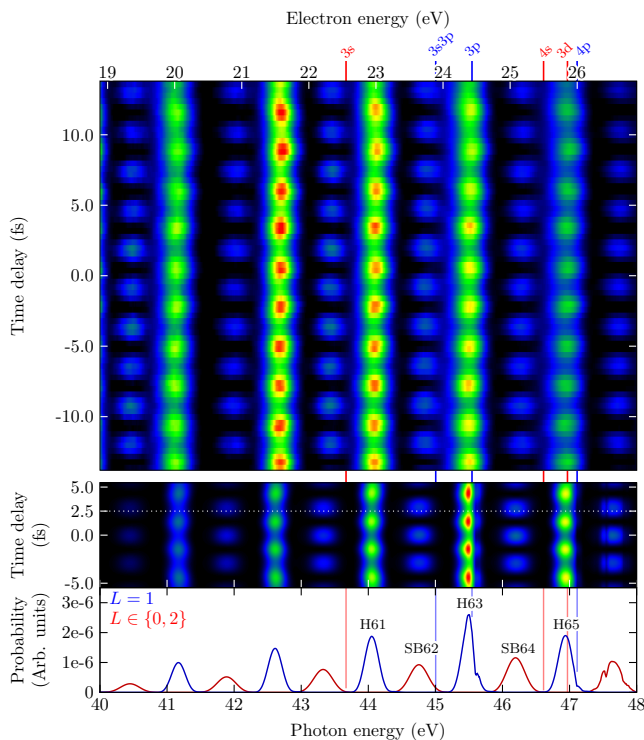 Electron energy (eV)
3s 3s3p 3p 4s 3d 4p
19 20 21 22 23 24 25 26
Time delay (fs)
10.0
5.0
0.0
-5.0
-10.0
Time delay
(fs)
5.0
2.5
0.0
-5.0
Probability
(Arb. units)
3e-6
2e-6
1e-6
0
L = 1
L ∈ {0, 2}
H61
SB62
H63
SB64
H65
40 41 42 43 44 45 46 47 48
Photon energy (eV)